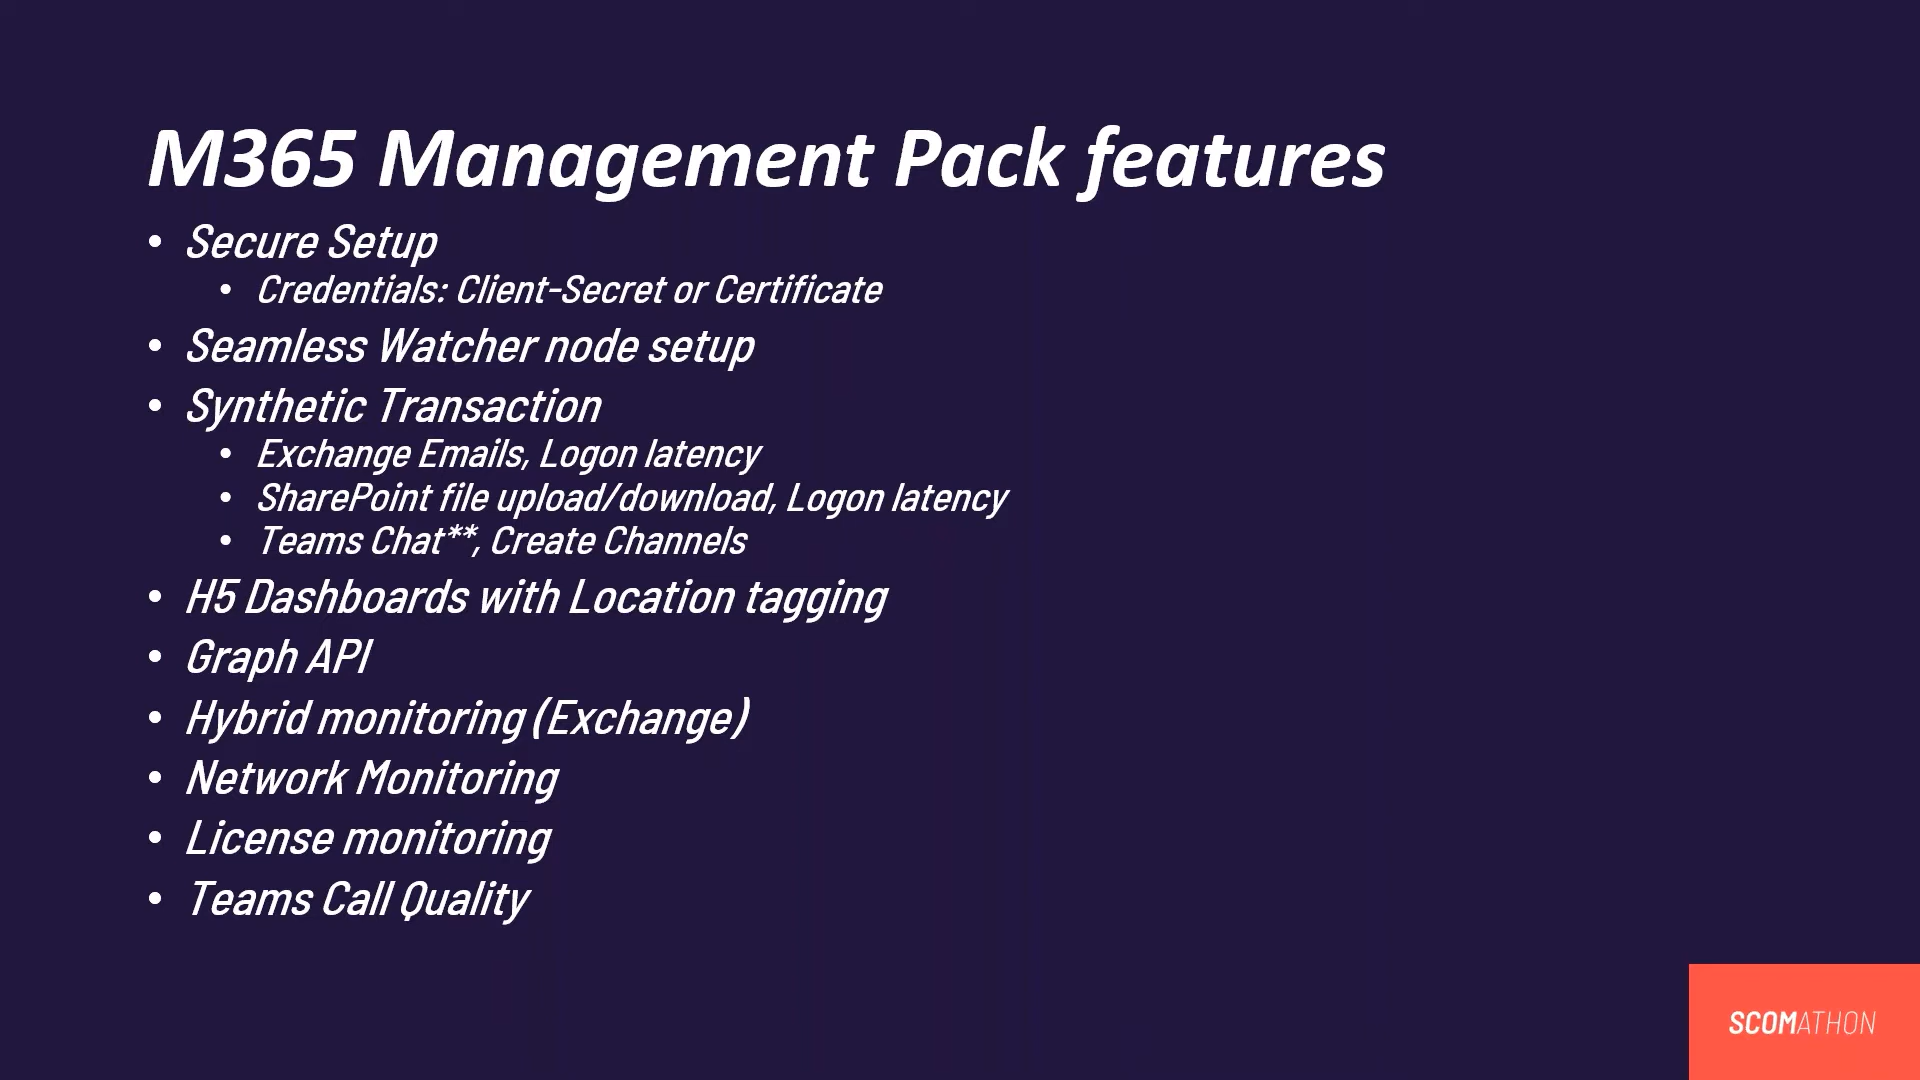 M365 Management Pack features
• Secure Setup
• Credentials: Client-Secret or Certificate
• Seamless Watcher node setup
• Synthetic Transaction
• Exchange Emails, Logon latency
• SharePoint file upload/download, Logon latency
• Teams Chat**, Create Channels
• H5 Dashboards with Location tagging
• Graph API
• Hybrid monitoring (Exchange)
• Network Monitoring
• License monitoring
• Teams Call Quality
SCOMATHON